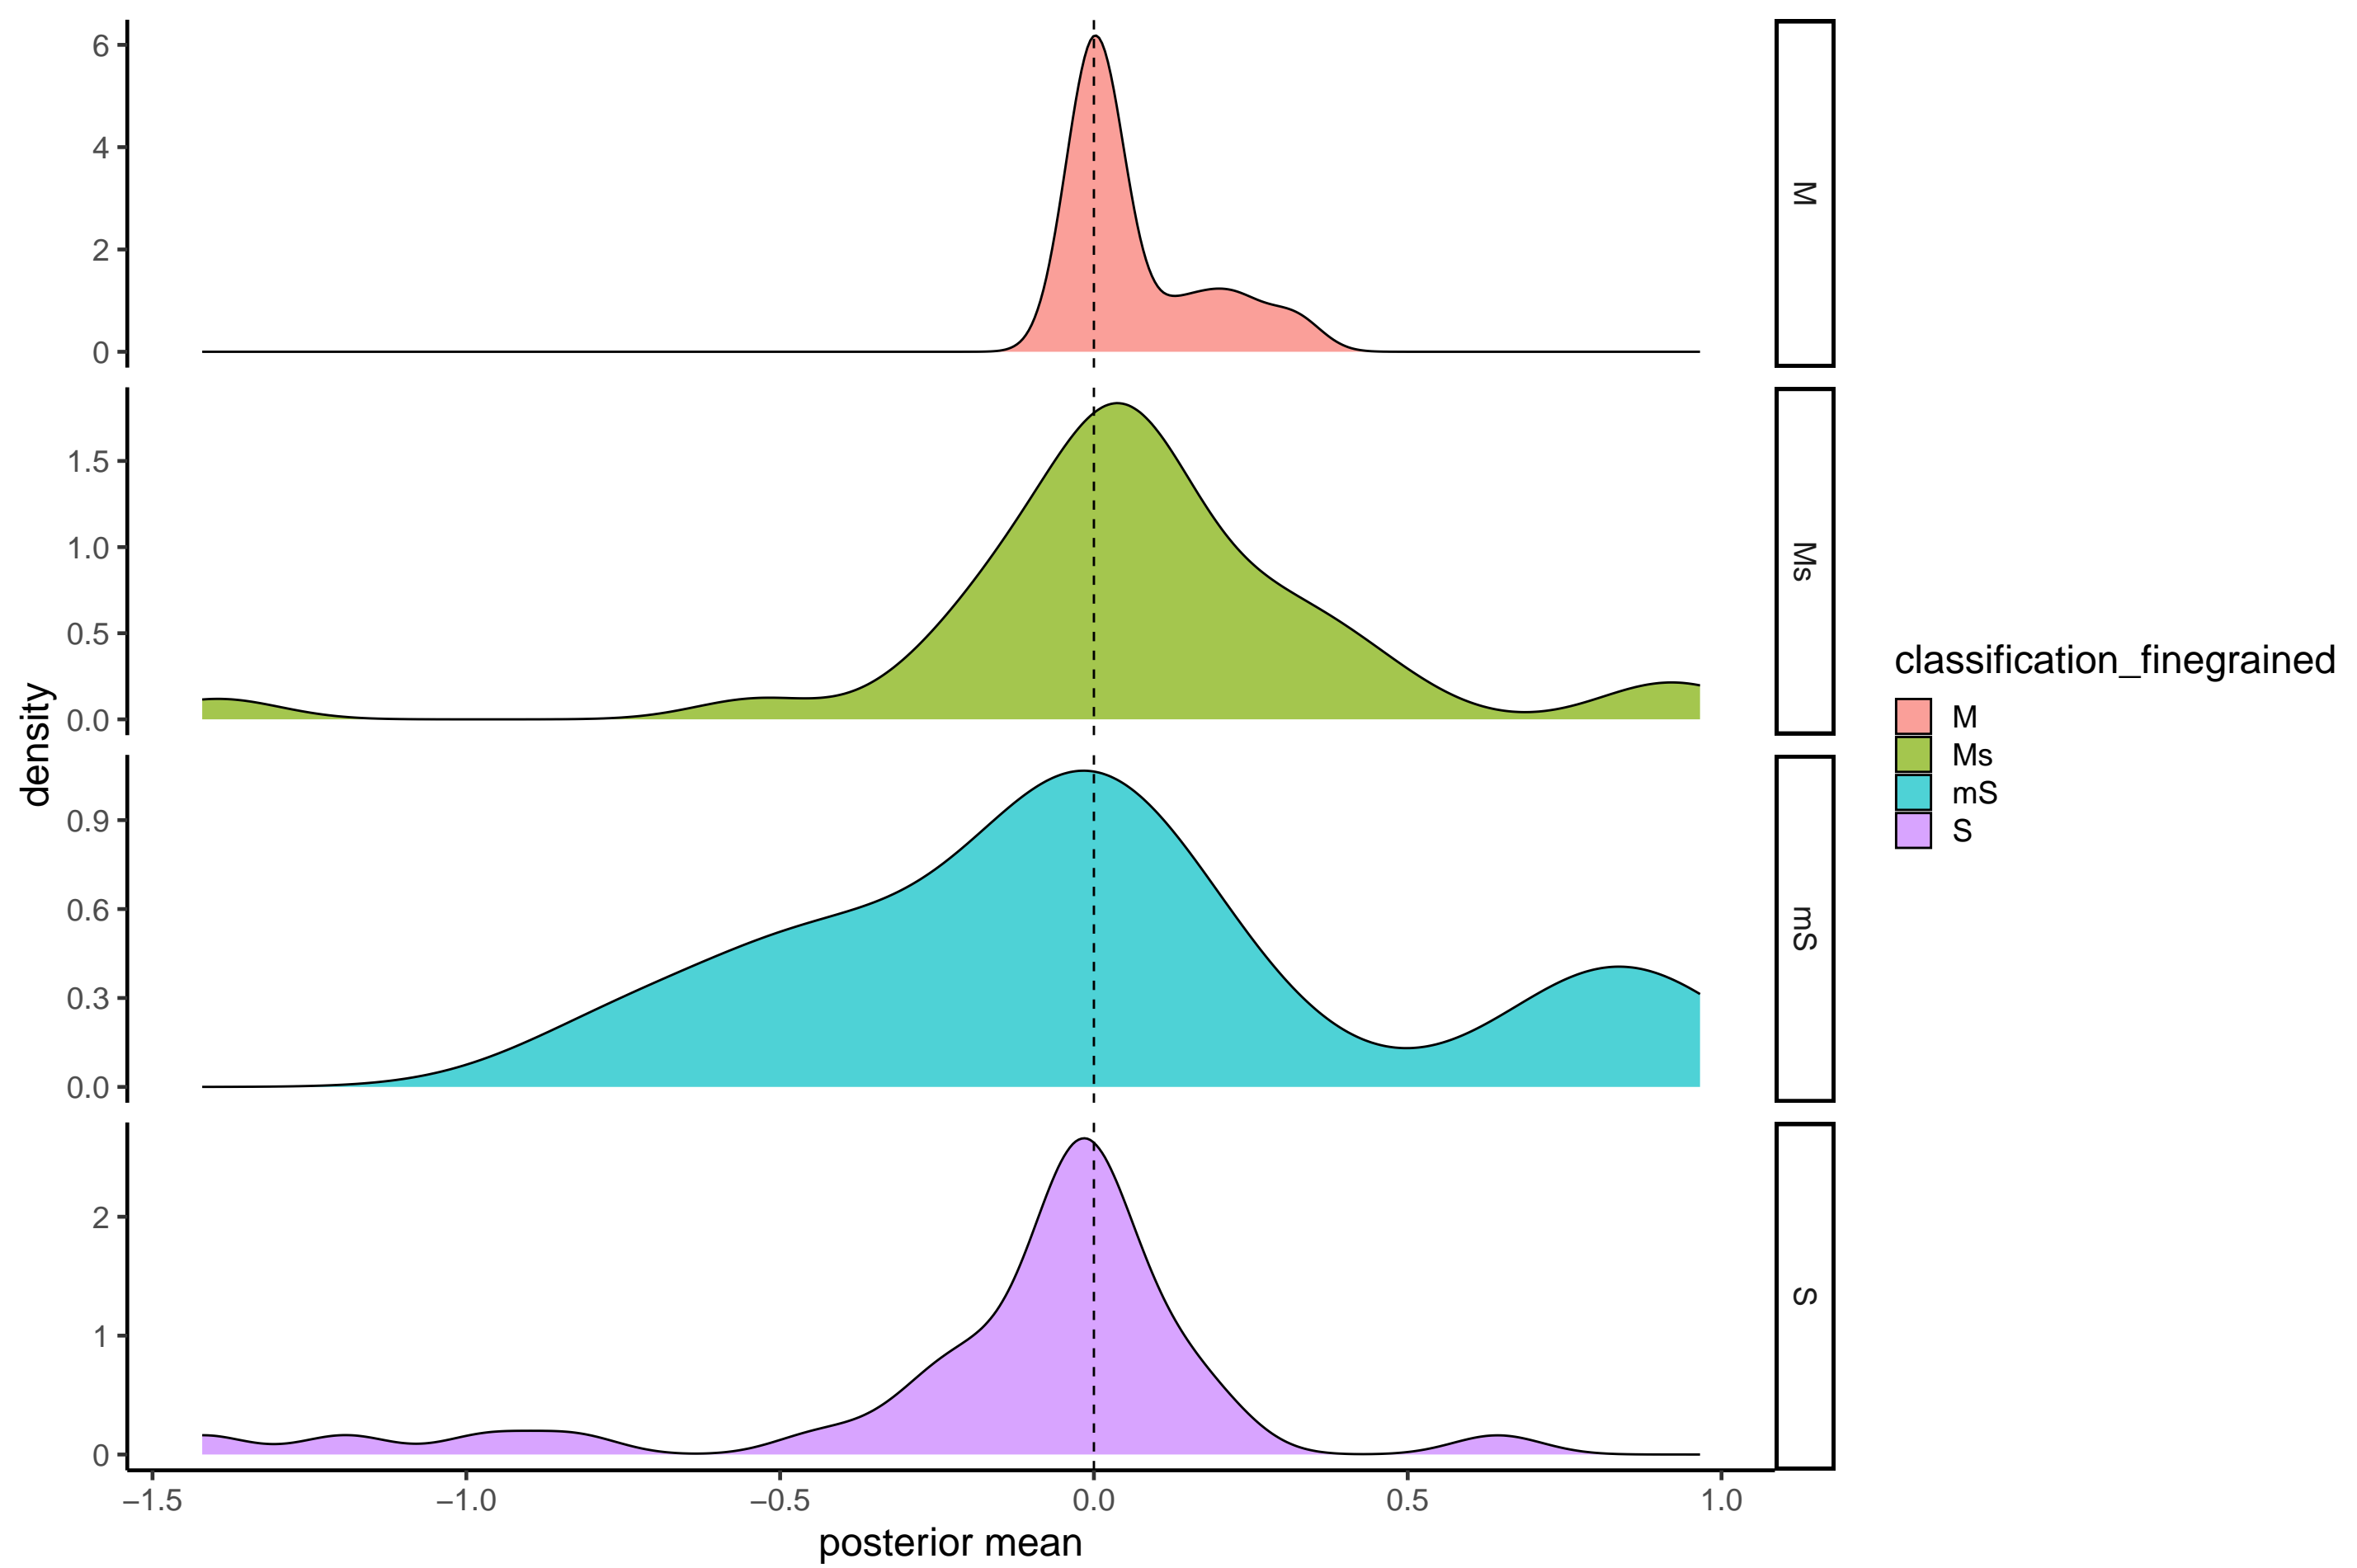 6
4
2
0
M
1.5
1.0
0.5
0.0
Ms
0.9
0.6
0.3
0.0
mS
2
1
0
S
density
−1.5 −1.0 −0.5 0.0 0.5 1.0
posterior mean
classification_finegrained
M
Ms
mS
S